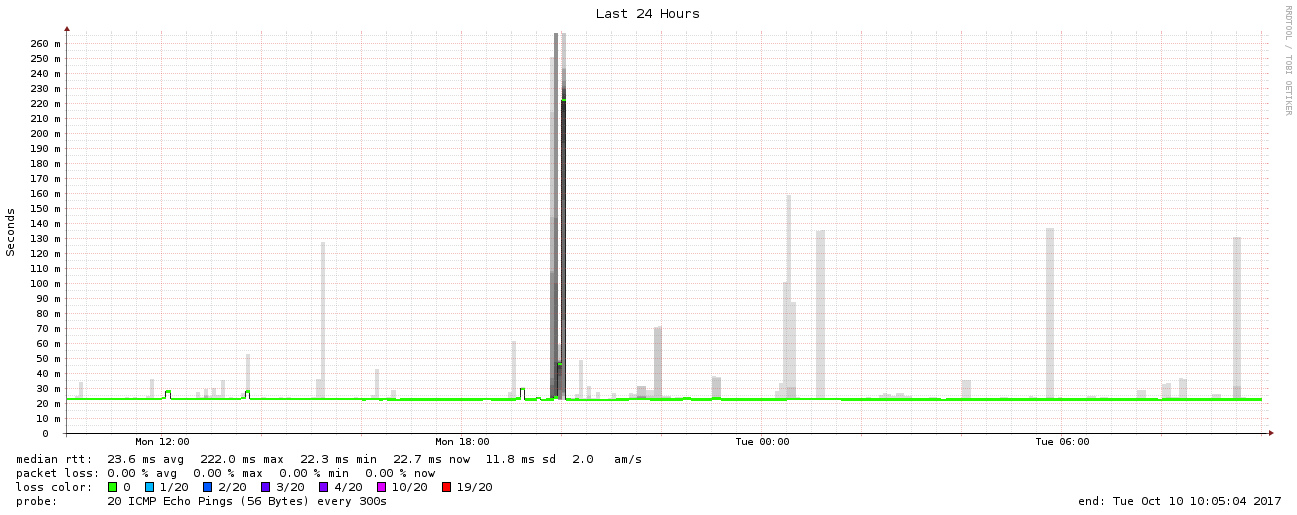 Last 24 Hours
RRDTOOL / TOBI OETIKER
Seconds
260 m
250 m
240 m
230 m
220 m
210 m
200 m
190 m
180 m
170 m
160 m
150 m
140 m
130 m
120 m
110 m
100 m
90 m
80 m
70 m
60 m
50 m
40 m
30 m
20 m
10 m
0
Mon 12:00 Mon 18:00 Tue 00:00 Tue 06:00
median rtt: 23.6 ms avg 222.0 ms max 22.3 ms min 22.7 ms now 11.8 ms sd 2.0 am/s
packet loss: 0.00 % avg 0.00 % max 0.00 % min 0.00 % now
loss color: 0 1/20 2/20 3/20 4/20 10/20 19/20
probe: 20 ICMP Echo Pings (56 Bytes) every 300s end: Tue Oct 10 10:05:04 2017